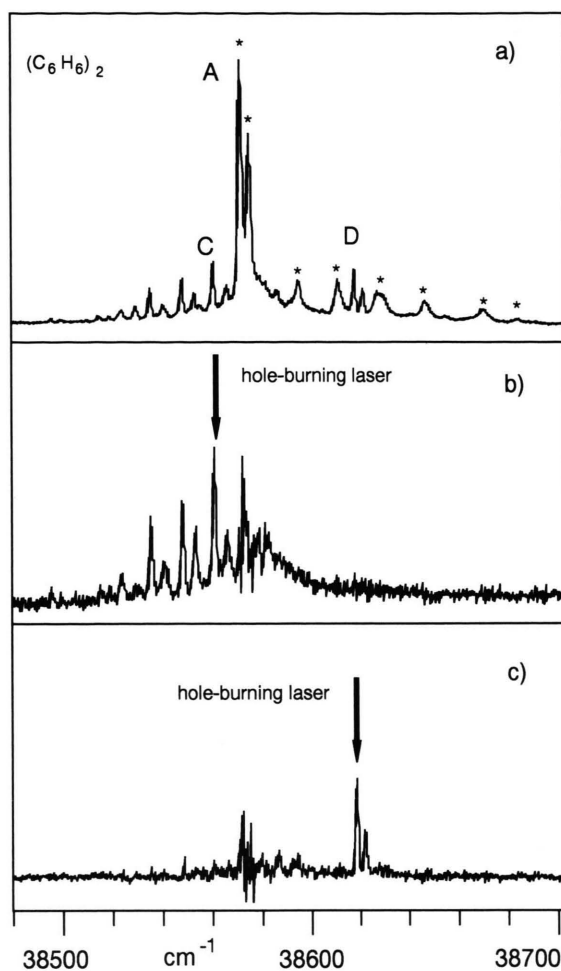 (C₆H₆)₂
a)
*
A
*
C
*
*
D
*
*
*
*
b)
hole-burning laser
c)
hole-burning laser
38500 cm⁻¹ 38600 38700